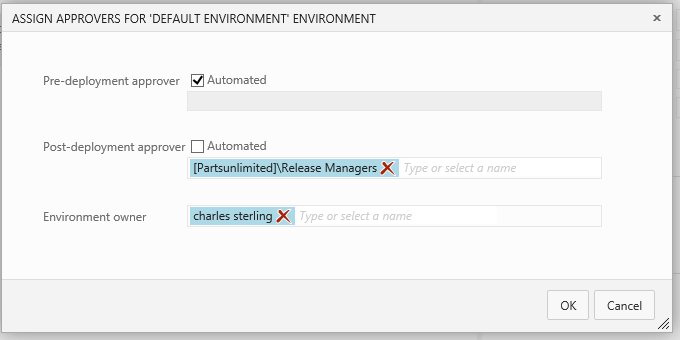 ASSIGN APPROVERS FOR 'DEFAULT ENVIRONMENT' ENVIRONMENT
Pre-deployment approver Automated
Post-deployment approver Automated
[Partsunlimited]\Release Managers Type or select a name
Environment owner charles sterling Type or select a name
OK Cancel